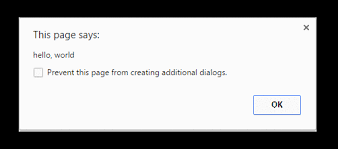 This page says:
hello, world
Prevent this page from creating additional dialogs.
OK